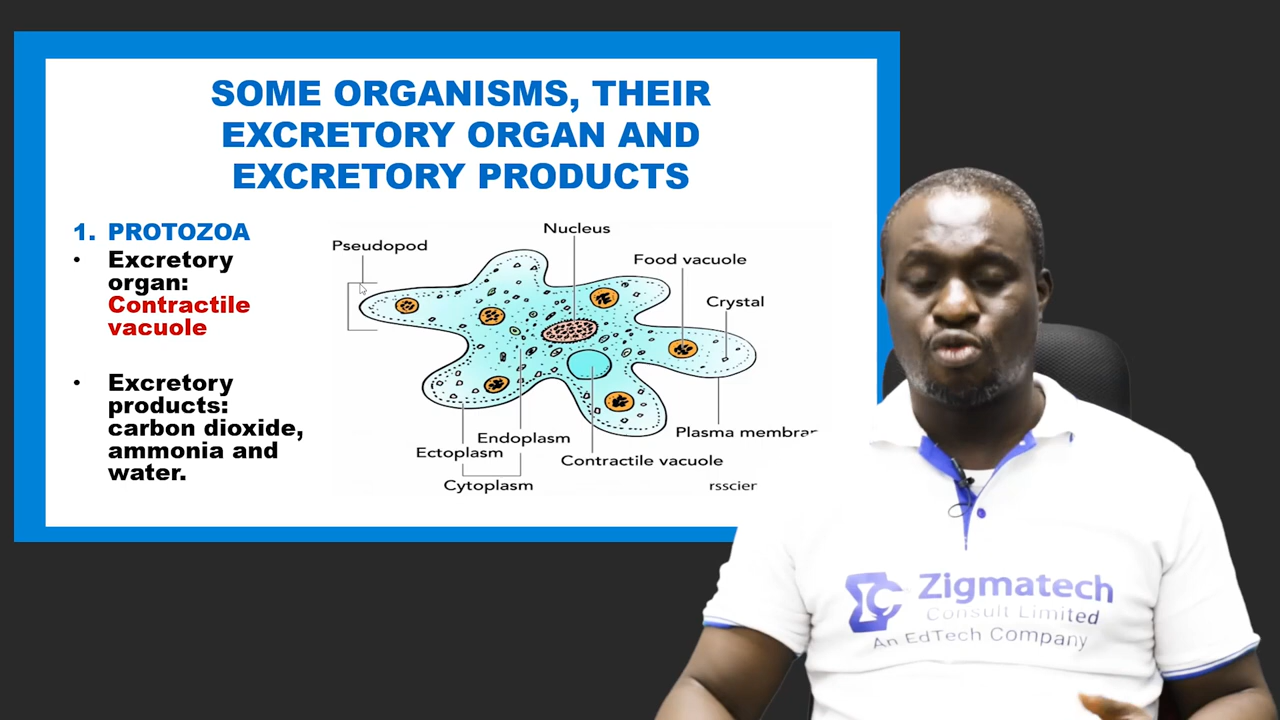 SOME ORGANISMS, THEIR
EXCRETORY ORGAN AND
EXCRETORY PRODUCTS
1. PROTOZOA
• Excretory
organ:
Contractile
vacuole
• Excretory
products:
carbon dioxide,
ammonia and
water.
Nucleus
Pseudopod
Food vacuole
Crystal
Plasma membrar
Endoplasm
Ectoplasm
Contractile vacuole
Cytoplasm
rsscier
Zigmatech
Consult Limited
An EdTech Company